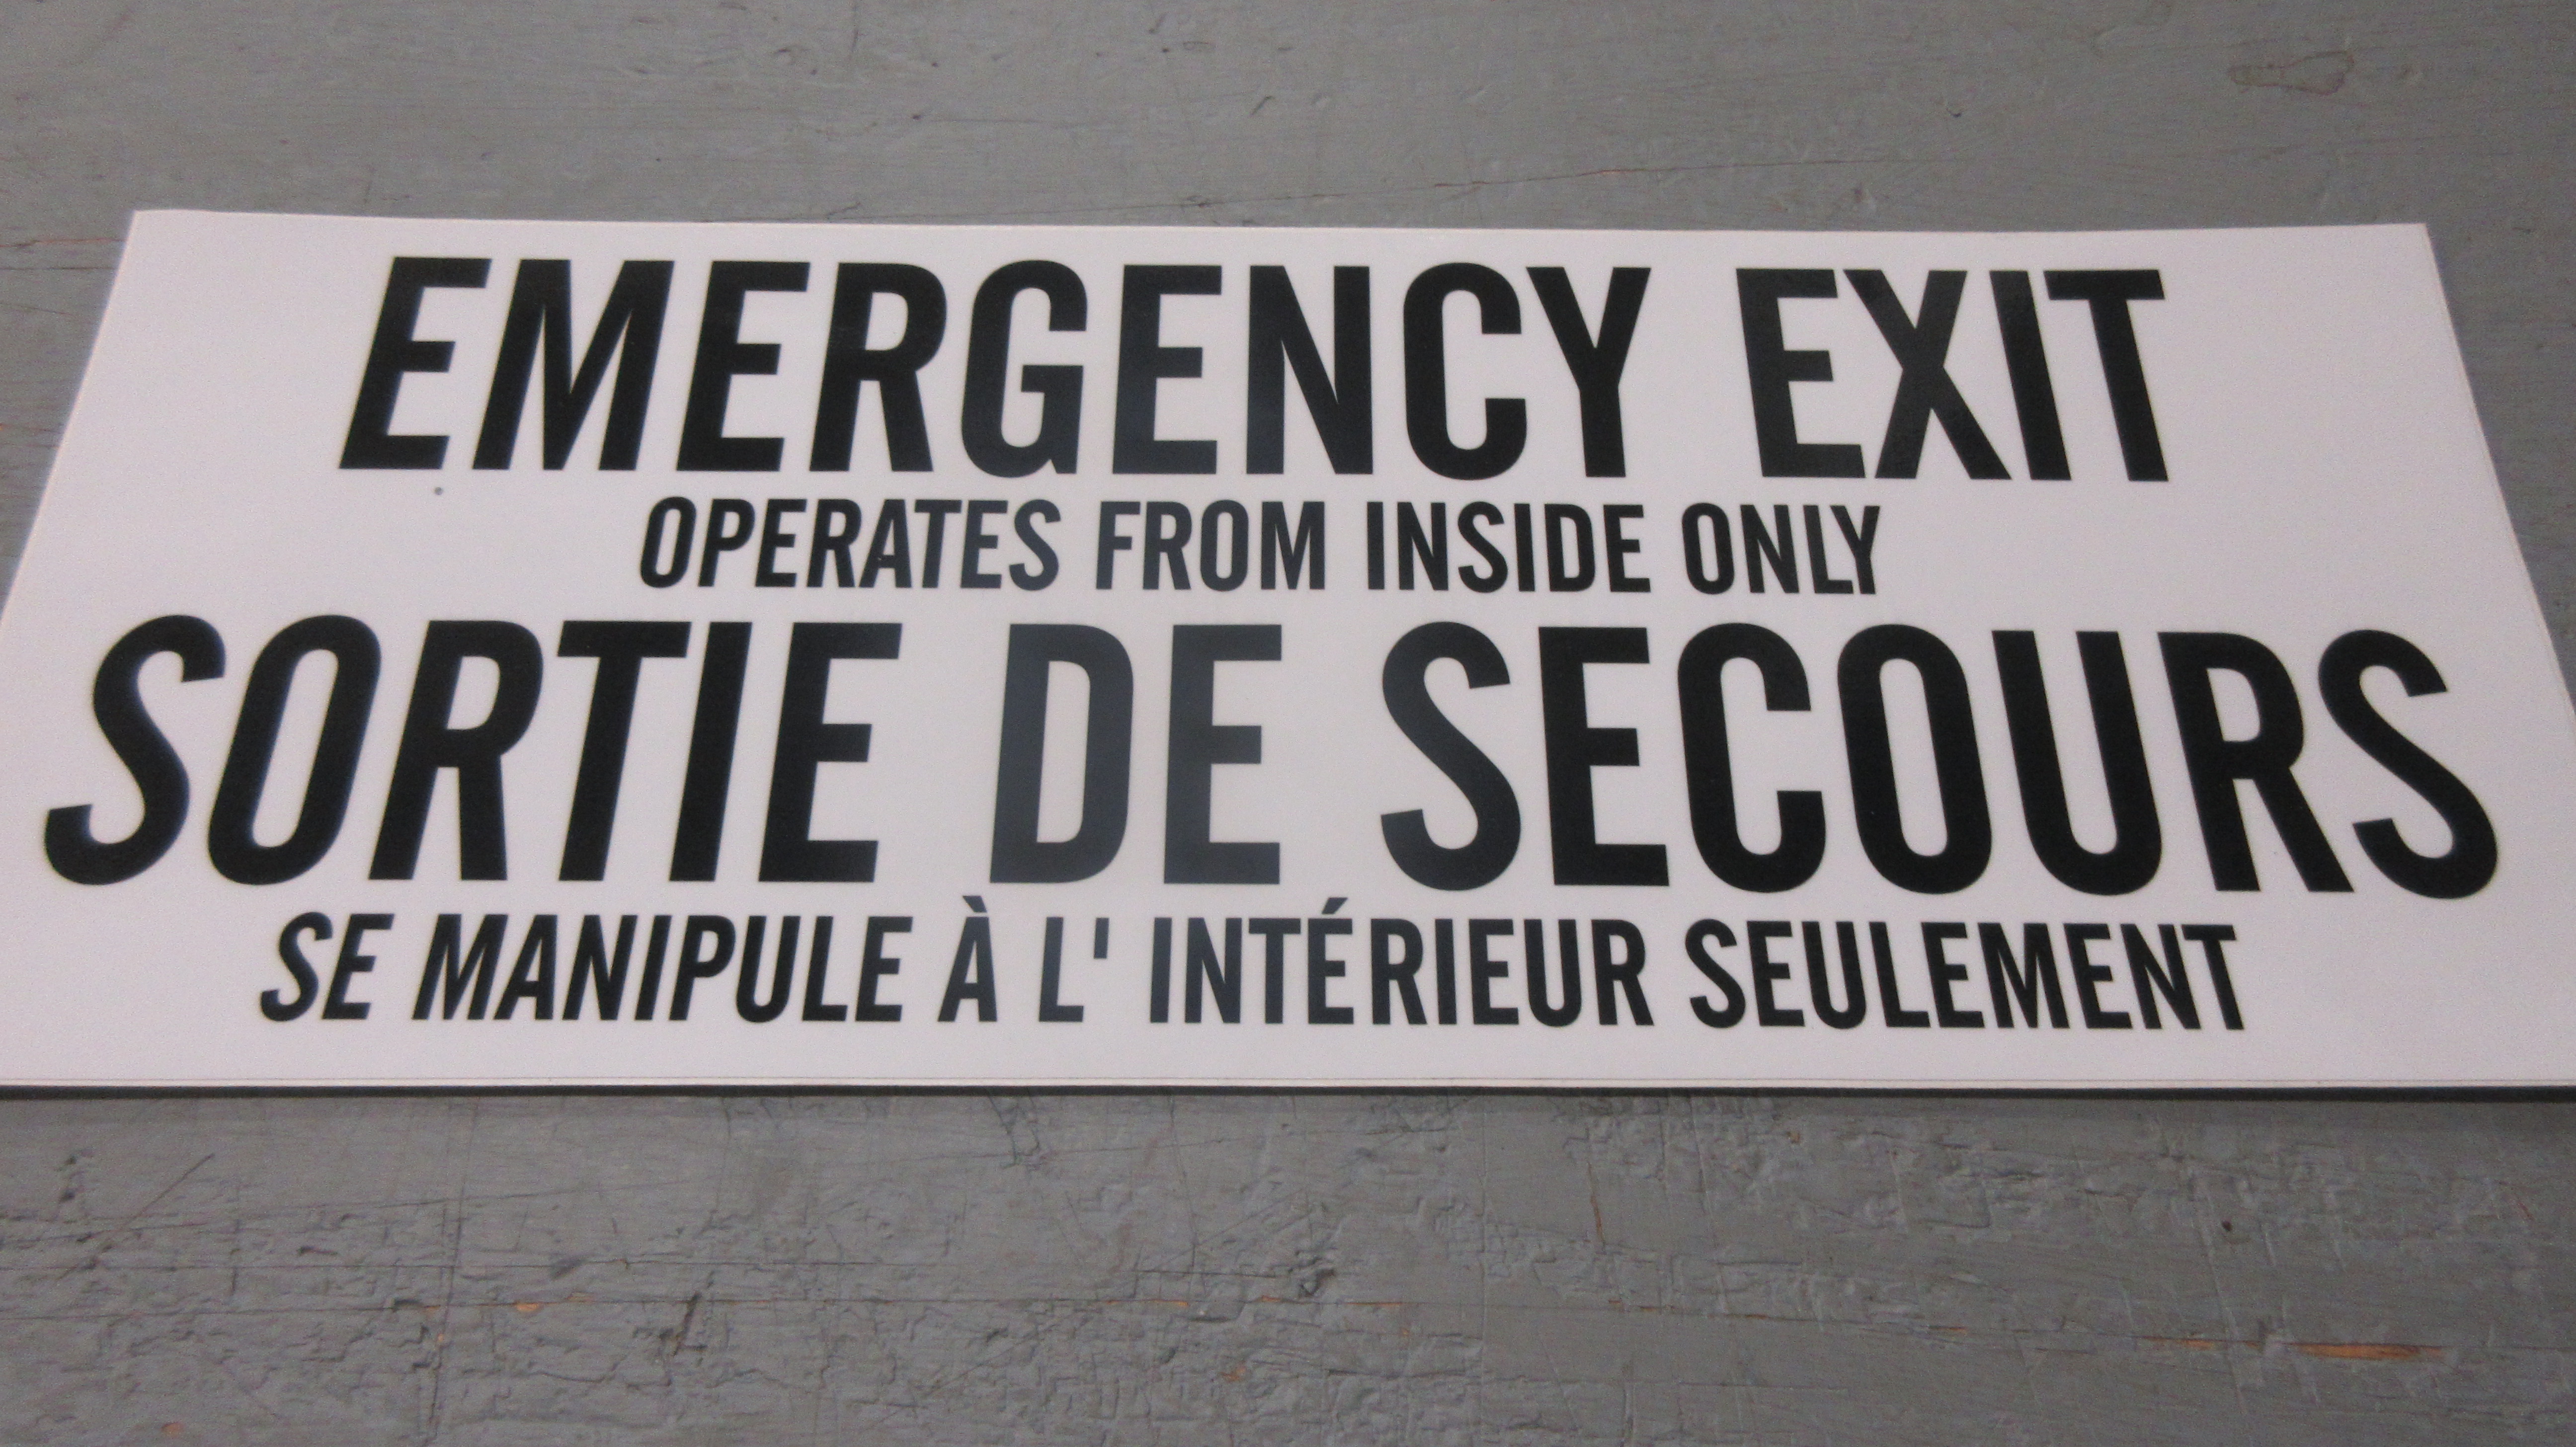 EMERGENCY EXIT
OPERATES FROM INSIDE ONLY
SORTIE DE SECOURS
SE MANIPULE À L' INTÉRIEUR SEULEMENT